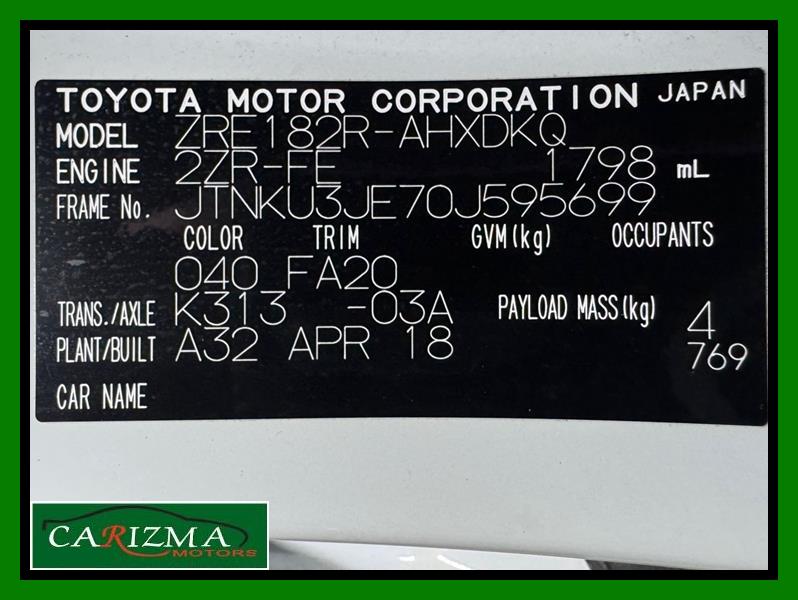 TOYOTA MOTOR CORPORATION JAPAN
MODEL ZRE182R-AHXDKQ
ENGINE 2ZR-FE 1798 mL
FRAME No. JTNKU3JE70J595699
COLOR TRIM GVM(kg) OCCUPANTS
040 FA20
TRANS./AXLE K313 -03A PAYLOAD MASS(kg) 4
PLANT/BUILT A32 APR 18 769
CAR NAME
CARIZMA
MOTORS